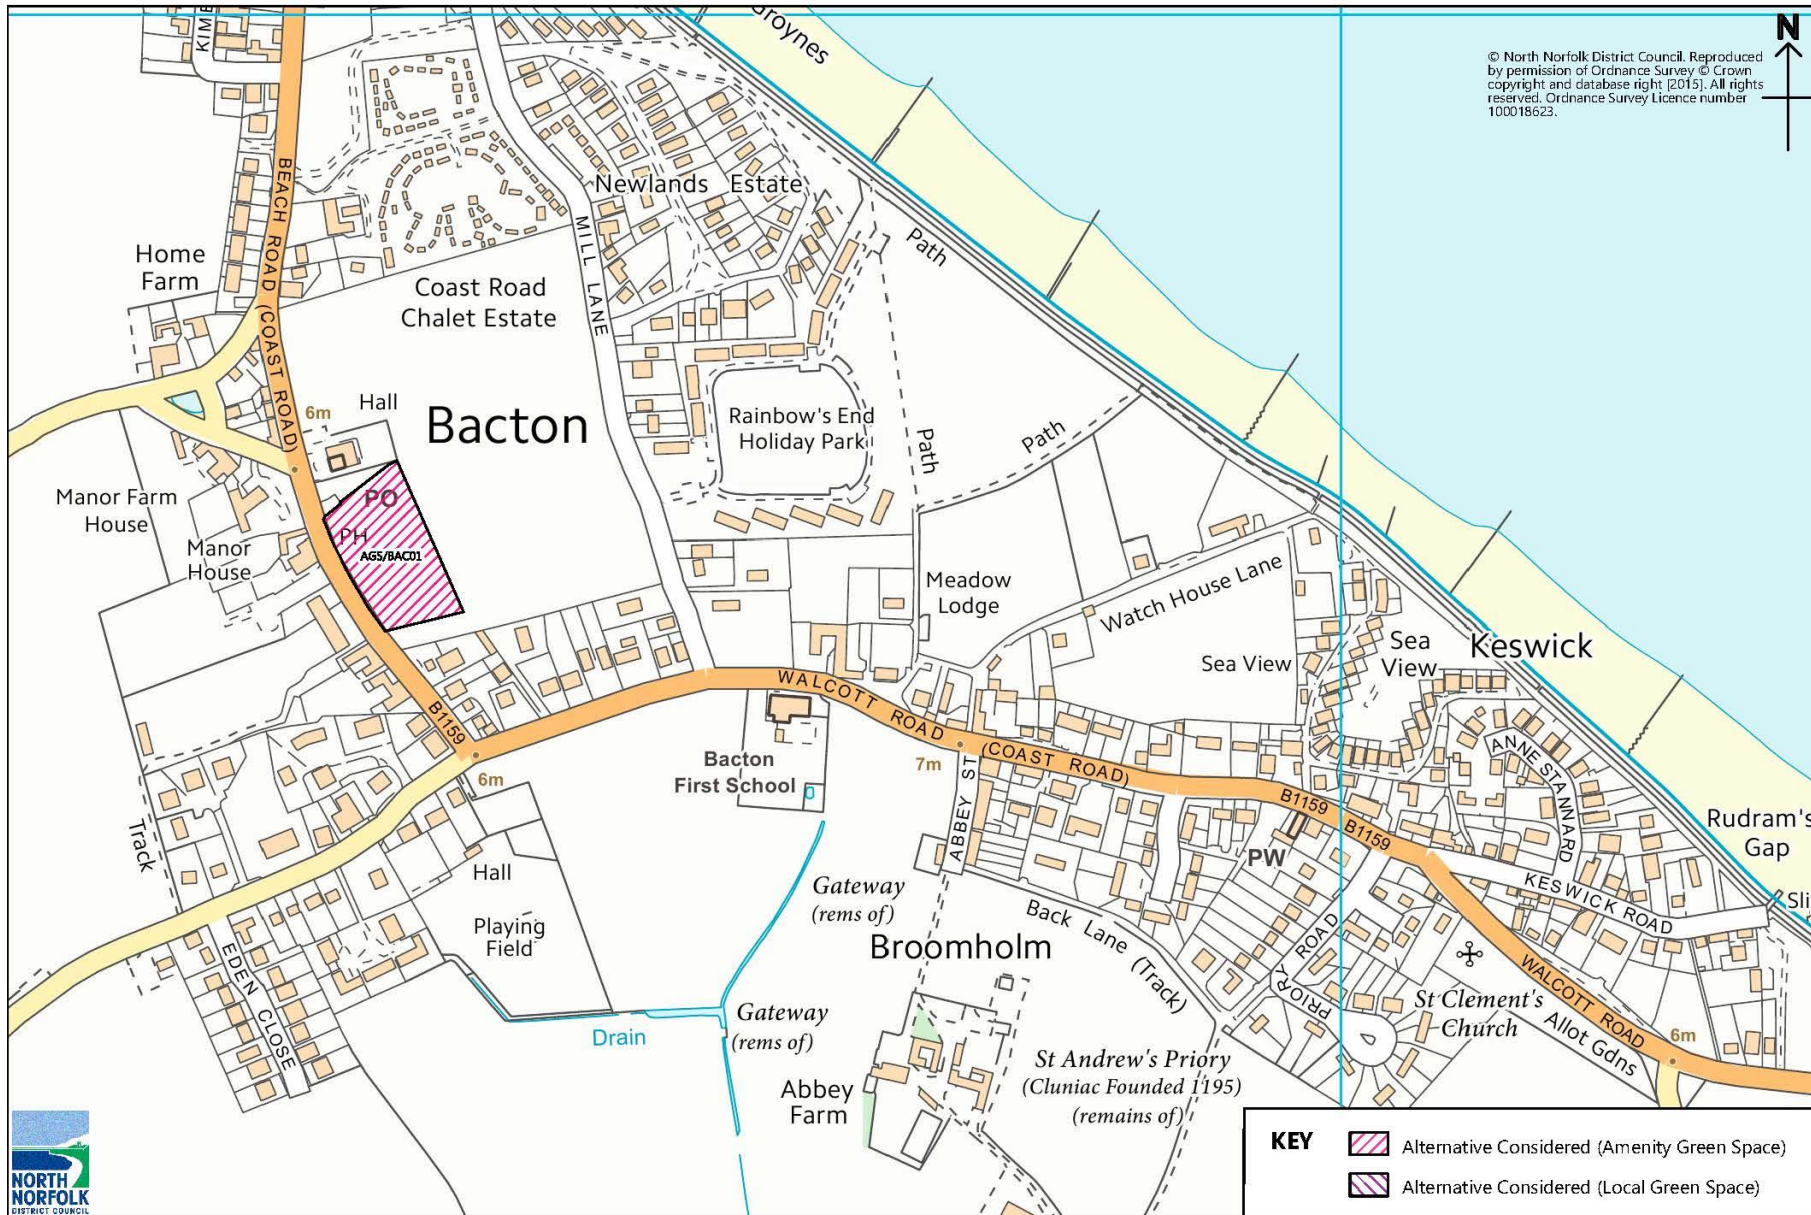 Groynes
N
© North Norfolk District Council. Reproduced
by permission of Ordnance Survey © Crown
copyright and database right [2015]. All rights
reserved. Ordnance Survey Licence number
100018623.
KIMB
BEACH ROAD (COAST ROAD)
Newlands Estate
MILL LANE
Path
Home
Farm
Coast Road
Chalet Estate
6m
Hall
Bacton
Rainbow's End
Holiday Park
Path
Path
Manor Farm
House
PO
PH
AGS/BAC01
Manor
House
Meadow
Lodge
Watch House Lane
Sea View
Sea
View
Keswick
B1159
WALCOTT ROAD (COAST ROAD)
6m
7m
Bacton
First School
ABBEY ST
B1159
B1159
ANNE STANNARD
Rudram's
Gap
Track
PW
KESWICK ROAD
Sli
Hall
Gateway
(rems of)
Back Lane (Track)
Playing
Field
Broomholm
EDEN CLOSE
PRIORY ROAD
WALCOTT ROAD
St Clement's
Church
Allot Gdns
6m
Drain
Gateway
(rems of)
St Andrew's Priory
(Cluniac Founded 1195)
(remains of)
Abbey
Farm
KEY
Alternative Considered (Amenity Green Space)
Alternative Considered (Local Green Space)
NORTH
NORFOLK
DISTRICT COUNCIL